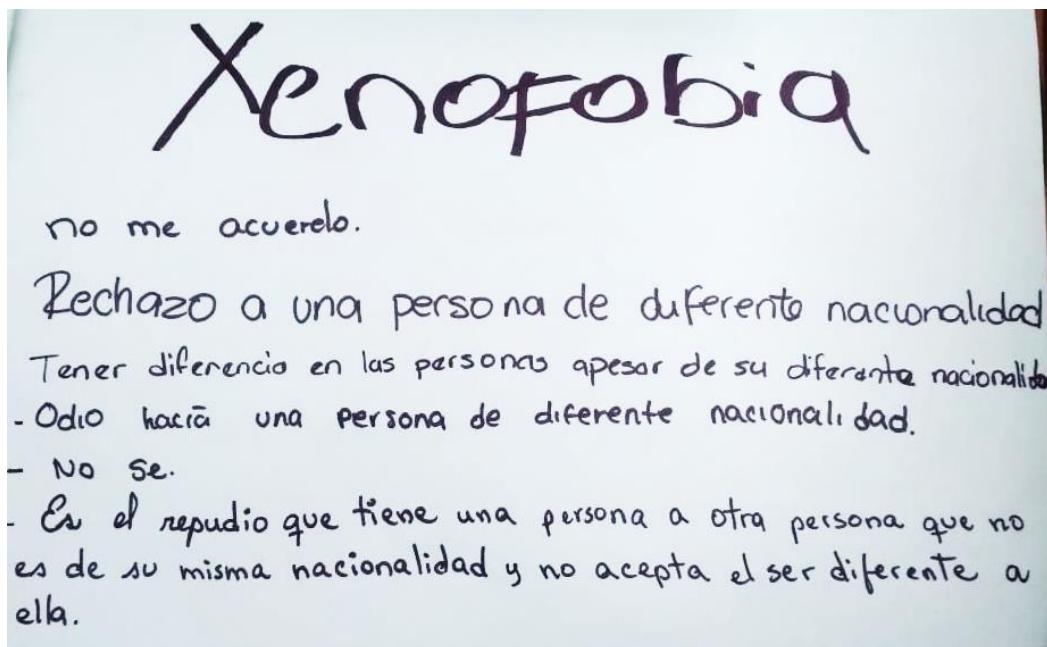 Xenofobia
no me acuerdo.
Rechazo a una persona de diferente nacionalidad
Tener diferencia en las personas apesar de su diferente nacionalida
- Odio hacia una persona de diferente nacionalidad.
- No se.
- Es el repudio que tiene una persona a otra persona que no
es de su misma nacionalidad y no acepta el ser diferente a
ella.